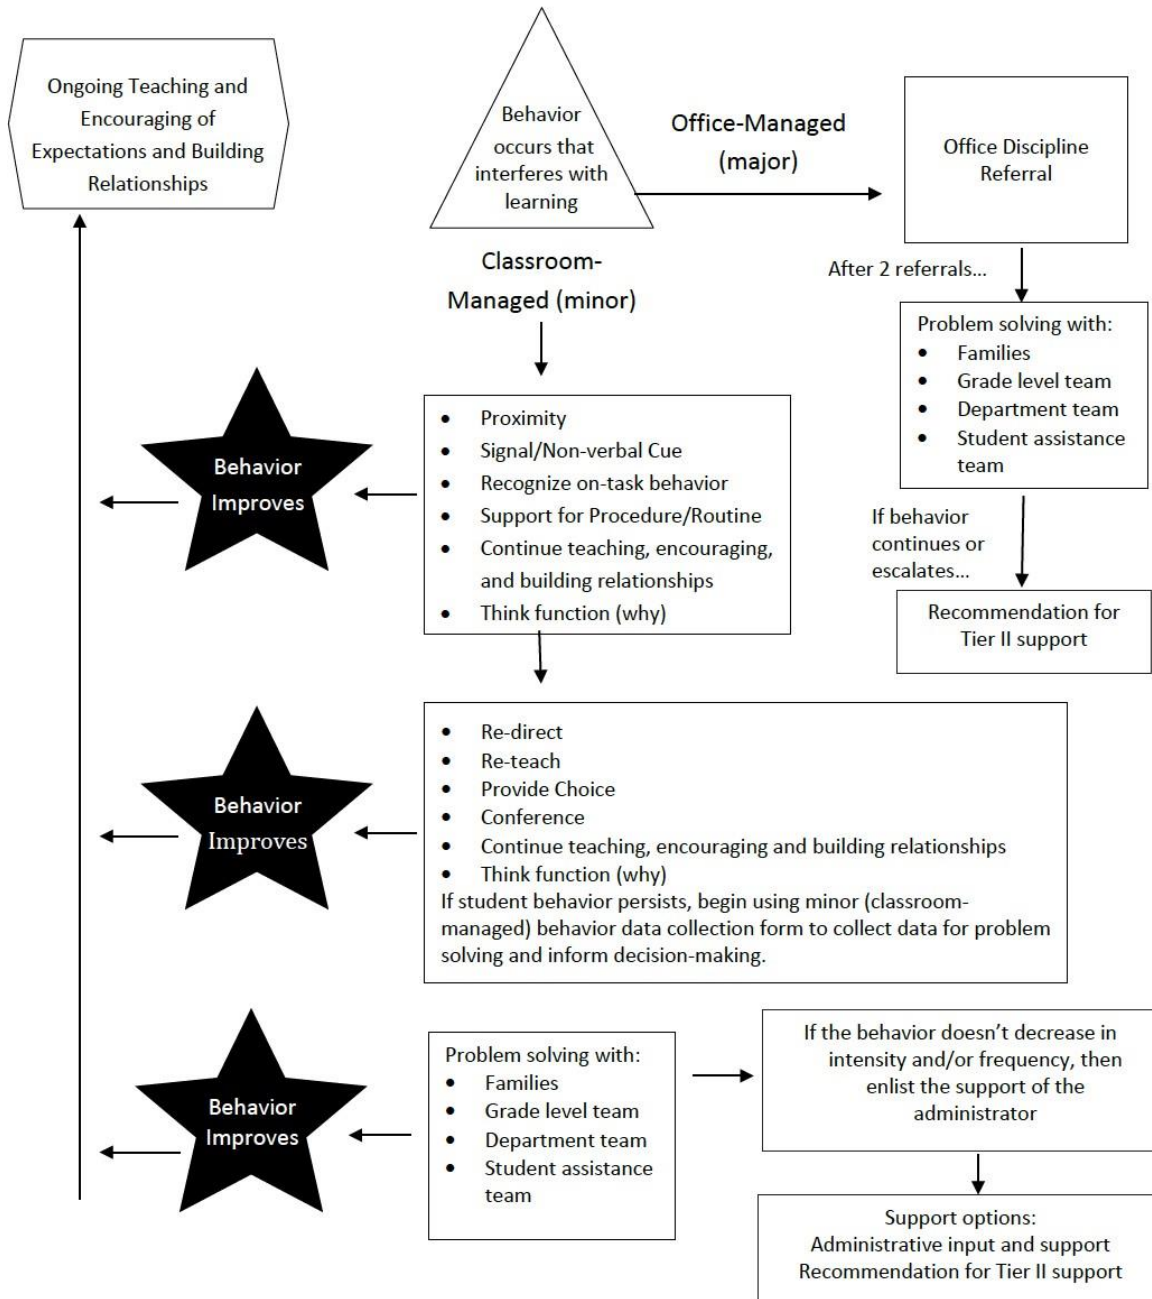 Ongoing Teaching and
Encouraging of
Expectations and Building
Relationships
Behavior
occurs that
interferes with
learning
Office-Managed
(major)
Office Discipline
Referral
Classroom-
Managed (minor)
After 2 referrals...
Problem solving with:
• Families
• Grade level team
• Department team
• Student assistance
team
If behavior
continues or
escalates...
Recommendation for
Tier II support
• Proximity
• Signal/Non-verbal Cue
• Recognize on-task behavior
• Support for Procedure/Routine
• Continue teaching, encouraging,
and building relationships
• Think function (why)
Behavior
Improves
• Re-direct
• Re-teach
• Provide Choice
• Conference
• Continue teaching, encouraging and building relationships
• Think function (why)
If student behavior persists, begin using minor (classroom-
managed) behavior data collection form to collect data for problem
solving and inform decision-making.
Behavior
Improves
Problem solving with:
• Families
• Grade level team
• Department team
• Student assistance
team
Behavior
Improves
If the behavior doesn’t decrease in
intensity and/or frequency, then
enlist the support of the
administrator
Support options:
Administrative input and support
Recommendation for Tier II support